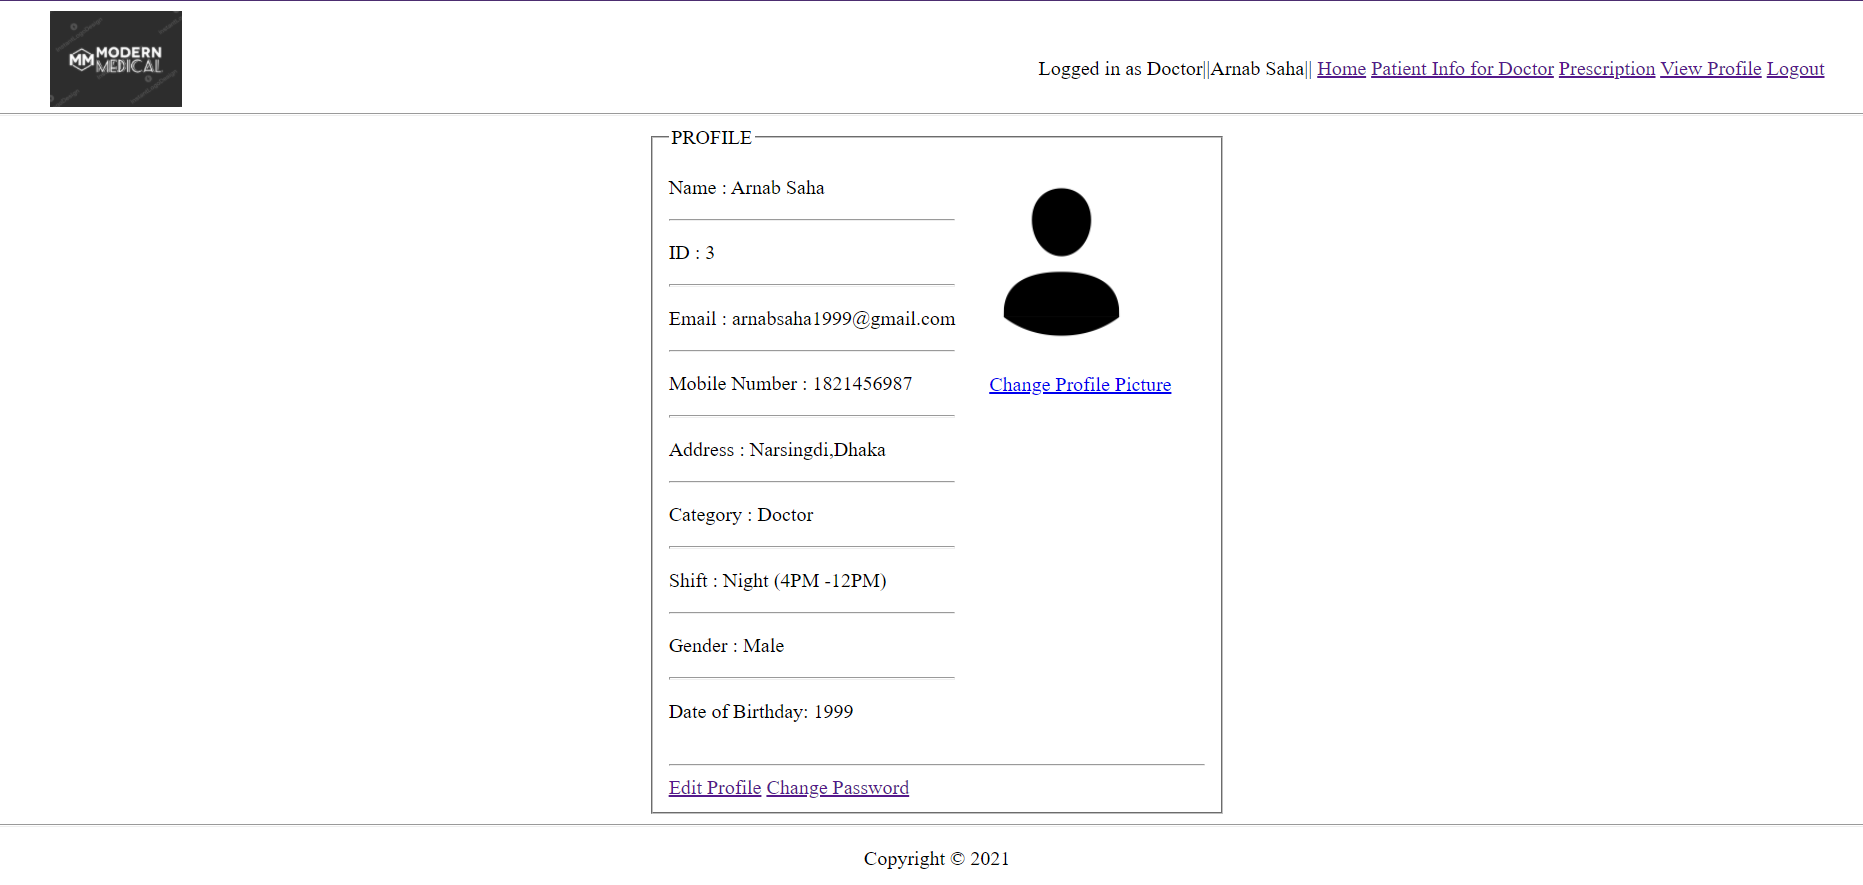 MM MODERN
MEDICAL
Logged in as Doctor||Arnab Saha|| Home Patient Info for Doctor Prescription View Profile Logout
PROFILE
Name : Arnab Saha
ID : 3
Email : arnabsaha1999@gmail.com
Mobile Number : 1821456987
Change Profile Picture
Address : Narsingdi,Dhaka
Category : Doctor
Shift : Night (4PM -12PM)
Gender : Male
Date of Birthday: 1999
Edit Profile Change Password
Copyright © 2021